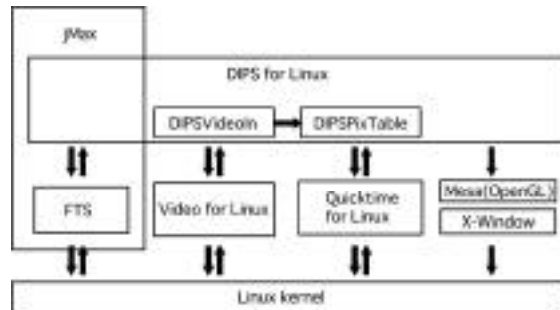 jMax
DIPS for Linux
DIPSVideoIn
DIPSPixTable
FTS
Video for Linux
Quicktime
for Linux
Mesa(OpenGL)
X-Window
Linux kernel